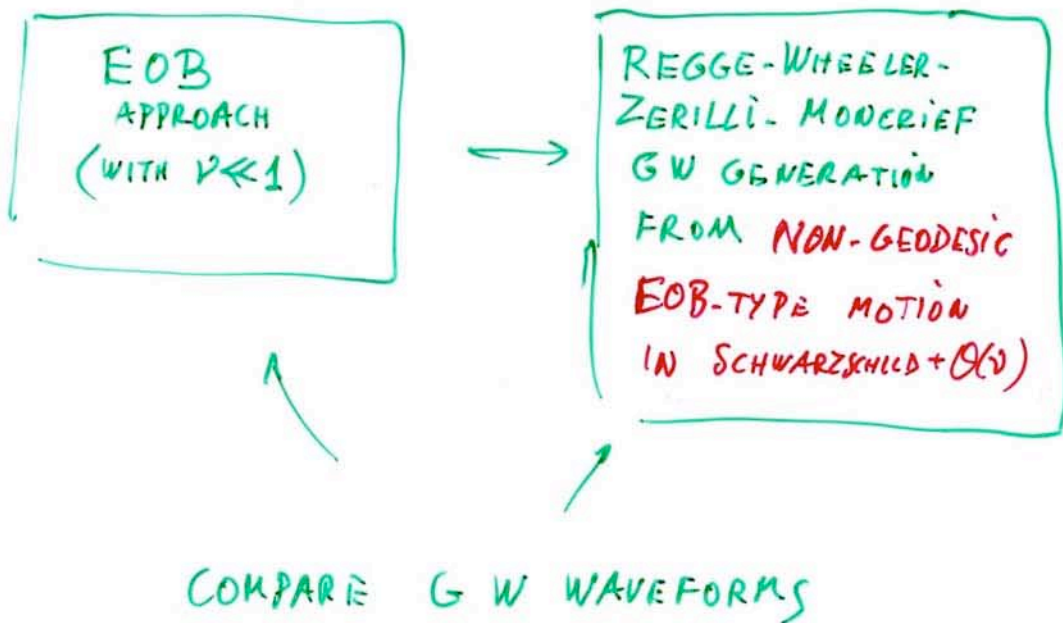 EOB
APPROACH
(WITH ν≪1)
REGGE-WHEELER-
ZERILLI-MONCRIEF
GW GENERATION
FROM NON-GEODESIC
EOB-TYPE MOTION
IN SCHWARZSCHILD + O(ν)
COMPARE GW WAVEFORMS